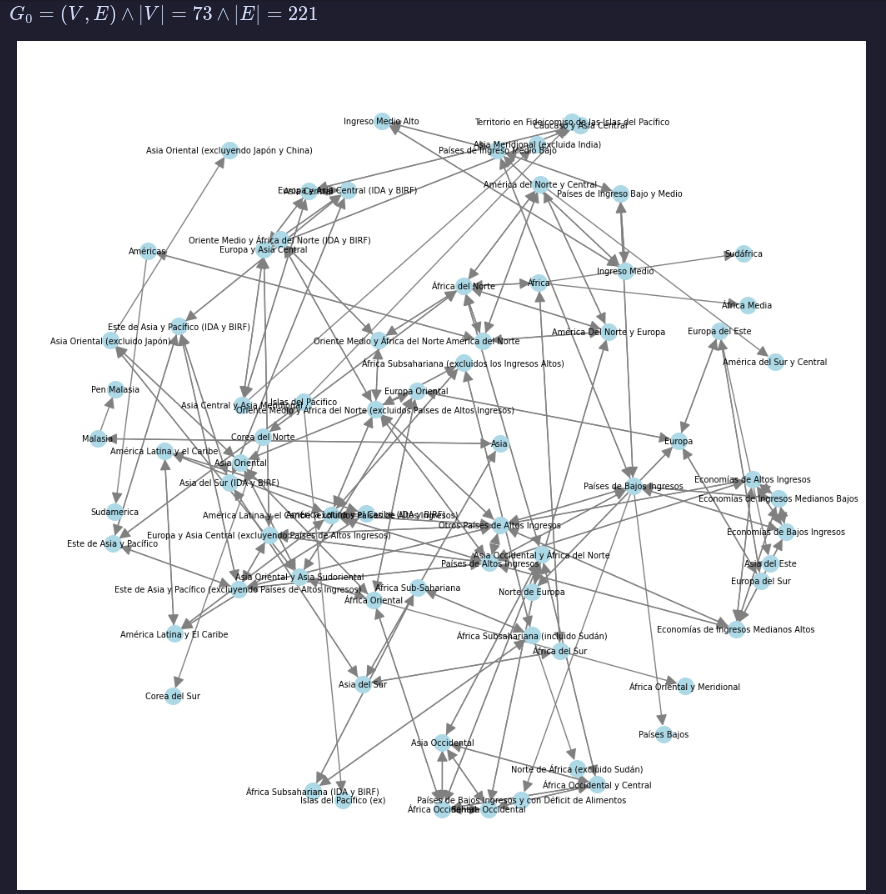 G₀ = (V, E) ∧ |V| = 73 ∧ |E| = 221
Ingreso Medio Alto
Territorio en Fideicomiso de las Islas del Pacífico
Cáucaso y Asia Central
Asia Meridional (excluida India)
Países de Ingreso Medio Bajo
Asia Oriental (excluyendo Japón y China)
América del Norte y Central
Países de Ingreso Bajo y Medio
Europa y Asia Central (IDA y BIRF)
Oriente Medio y África del Norte (IDA y BIRF)
Europa y Asia Central
Américas
Sudáfrica
Ingreso Medio
África del Norte
África
África Media
Este de Asia y Pacífico (IDA y BIRF)
Europa del Este
América Del Norte y Europa
Asia Oriental (excluido Japón)
Oriente Medio y África del Norte
América del Norte
África Subsahariana (excluidos los Ingresos Altos)
América del Sur y Central
Pen Malasia
Europa Oriental
Asia Central y Asia Meridional
Islas del Pacífico
Oriente Medio y África del Norte (excluidos Países de Altos Ingresos)
Malasia
Corea del Norte
Asia
Europa
América Latina y el Caribe
Asia Oriental
Asia del Sur (IDA y BIRF)
Países de Bajos Ingresos
Economías de Altos Ingresos
Economías de Ingresos Medianos Bajos
Sudamerica
América Latina y el Caribe (excluidos Países de Altos Ingresos)
Otros Países de Altos Ingresos
Economías de Bajos Ingresos
Europa y Asia Central (excluyendo Países de Altos Ingresos)
Este de Asia y Pacífico
Asia Occidental y África del Norte
Países de Altos Ingresos
Asia del Este
Asia Oriental y Asia Sudoriental
Europa del Sur
Este de Asia y Pacífico (excluyendo Países de Altos Ingresos)
África Sub-Sahariana
Norte de Europa
África Oriental
América Latina y El Caribe
África Subsahariana (incluido Sudán)
Economías de Ingresos Medianos Altos
África del Sur
Asia del Sur
África Oriental y Meridional
Corea del Sur
Países Bajos
Asia Occidental
Norte de África (excluido Sudán)
África Occidental y Central
África Subsahariana (IDA y BIRF)
Islas del Pacífico (ex)
Países de Bajos Ingresos y con Déficit de Alimentos
África Occidental
Occidental